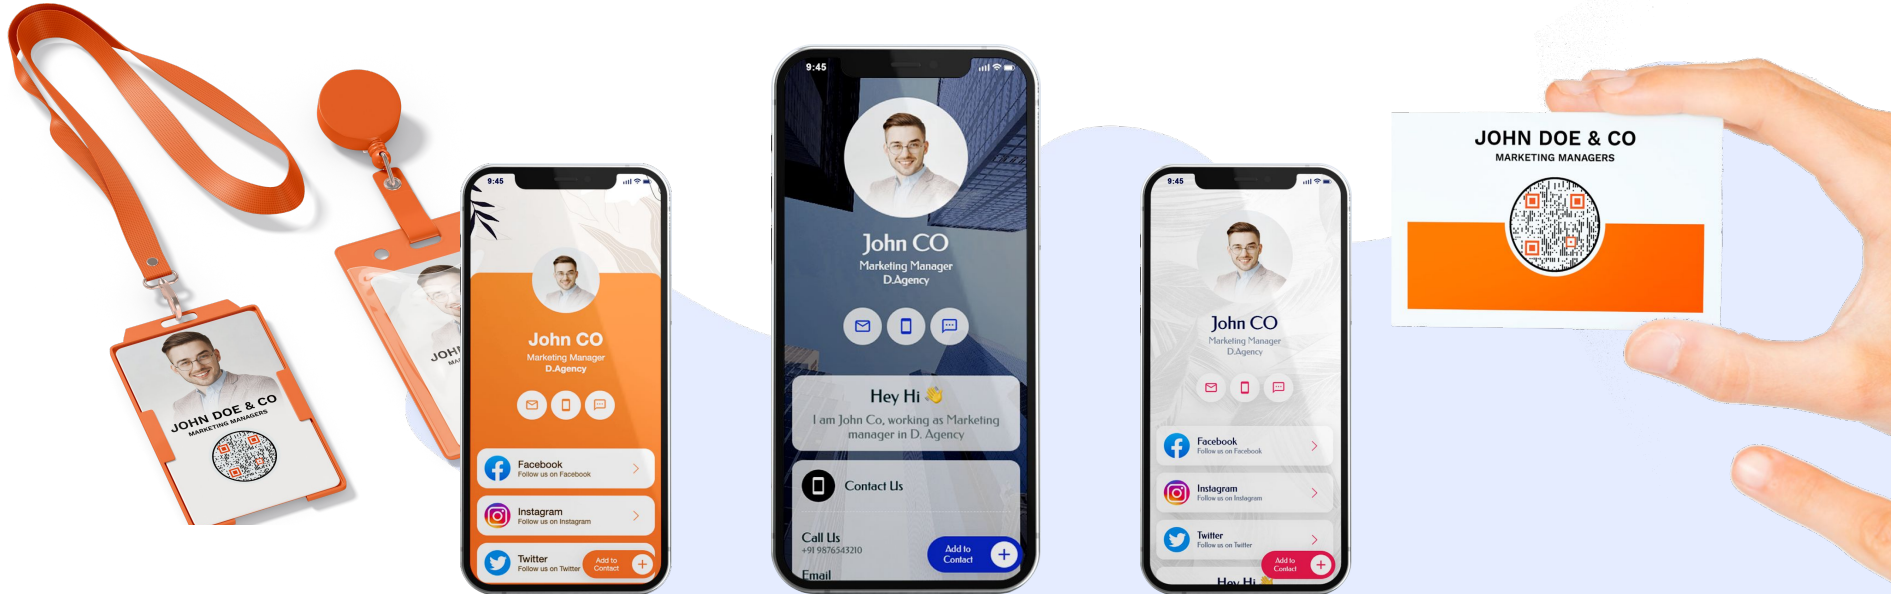 JOHN DOE & CO
MARKETING MANAGERS
JOH
MA
9:45
John CO
Marketing Manager
D.Agency
Facebook
Follow us on Facebook
Instagram
Follow us on Instagram
Twitter
Follow us on Twitter
Add to
Contact
9:45
John CO
Marketing Manager
D.Agency
Hey Hi 👋
I am John Co, working as Marketing
manager in D. Agency
Contact Us
Call Us
+91 9876543210
Email
Add to
Contact
9:45
John CO
Marketing Manager
D.Agency
Facebook
Follow us on Facebook
Instagram
Follow us on Instagram
Twitter
Follow us on Twitter
Add to
Contact
Hey Hi 👋
JOHN DOE & CO
MARKETING MANAGERS